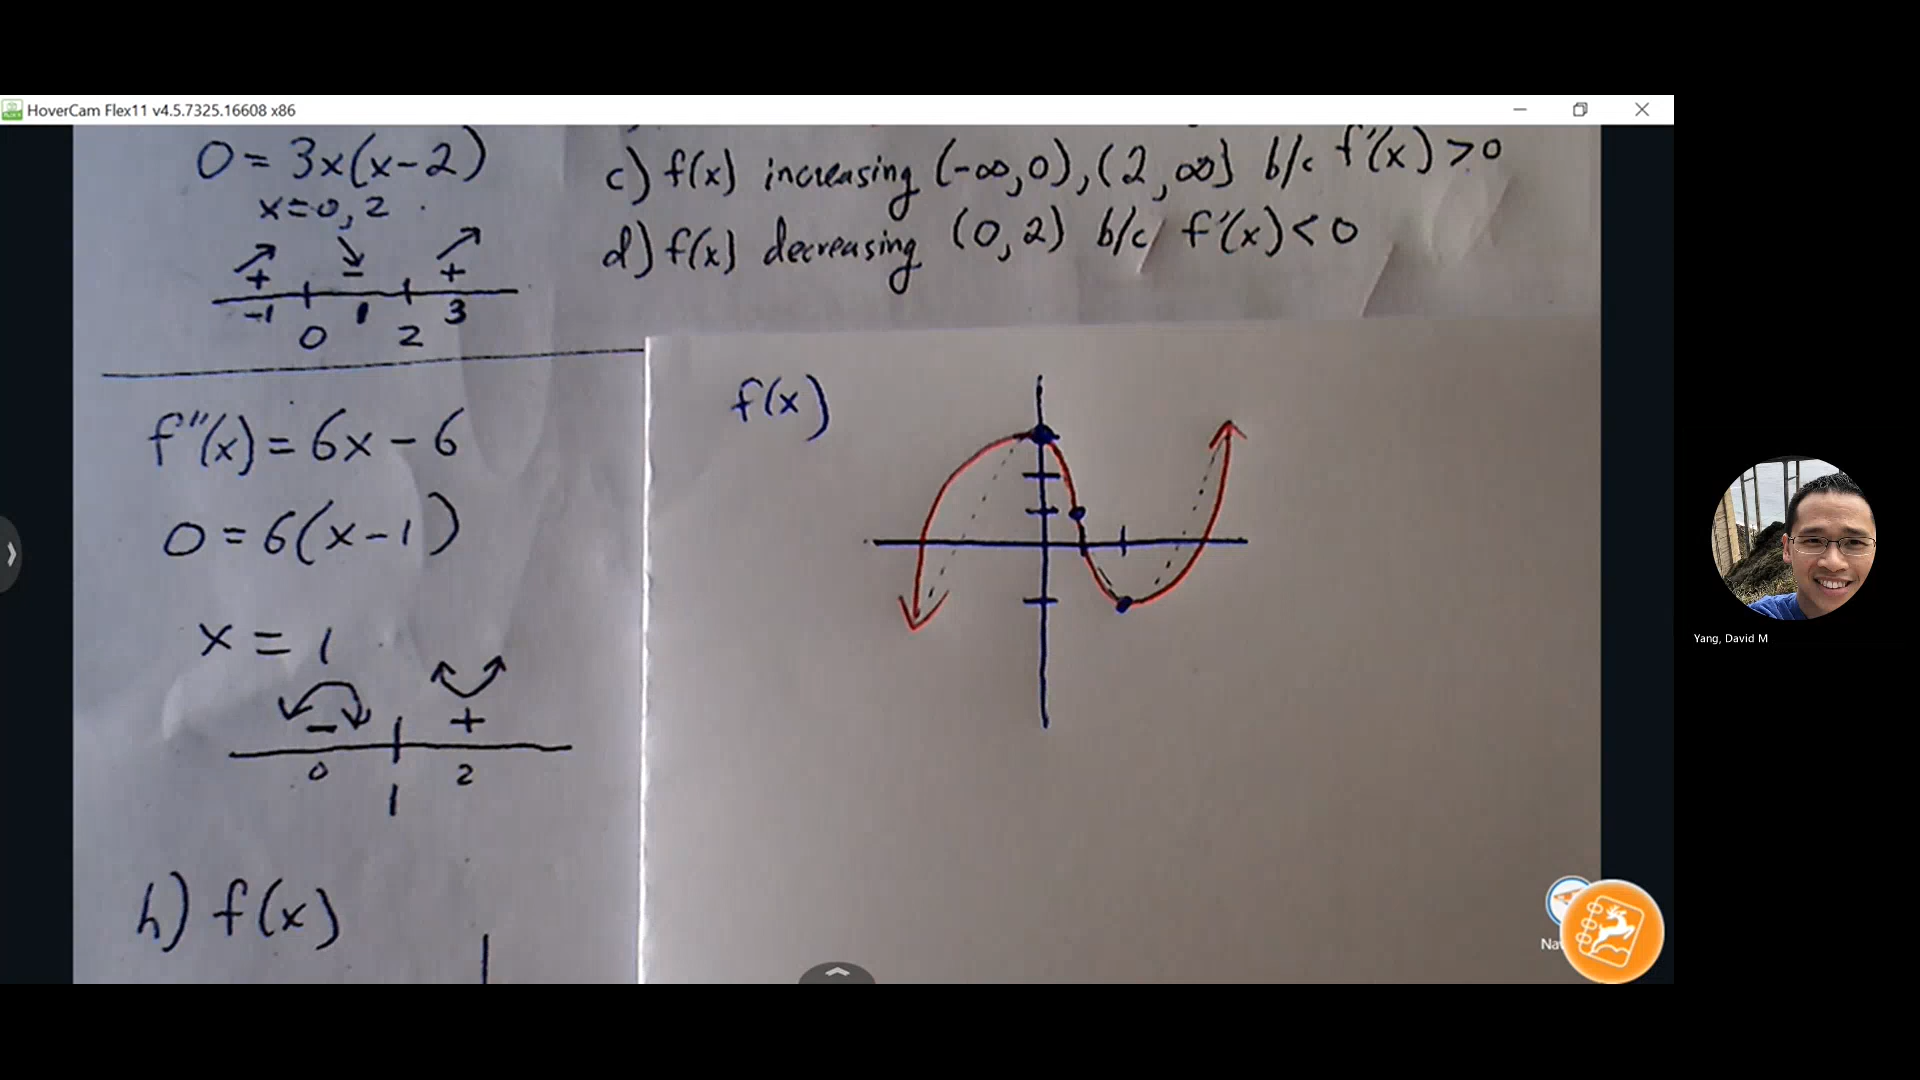 HoverCam Flex11 v4.5.7325.16608 x86
0 = 3x(x-2)
x=0, 2
+ - +
-1 1 3
0 2
c) f(x) increasing (-∞,0),(2,∞) b/c f'(x)>0
d) f(x) decreasing (0,2) b/c f'(x)<0
f''(x) = 6x - 6
0 = 6(x-1)
x = 1
- +
0 2
1
h) f(x)
f(x)
Yang, David M